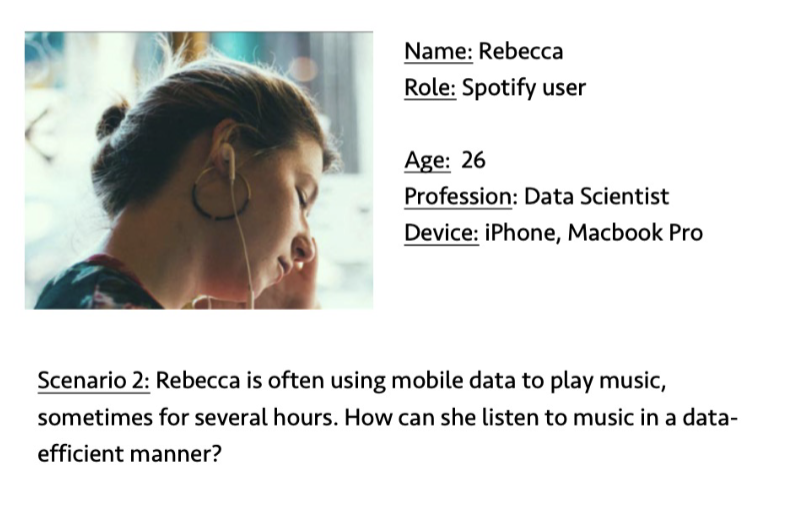 Name: Rebecca
Role: Spotify user
Age: 26
Profession: Data Scientist
Device: iPhone, Macbook Pro
Scenario 2: Rebecca is often using mobile data to play music,
sometimes for several hours. How can she listen to music in a data-
efficient manner?